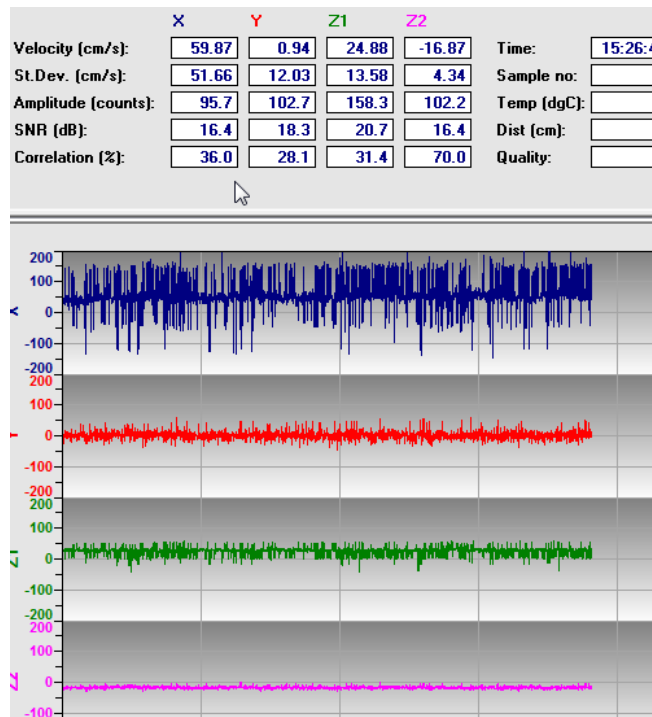 X Y Z1 Z2
Velocity (cm/s): 59.87 0.94 24.88 -16.87 Time: 15:26:4
St.Dev. (cm/s): 51.66 12.03 13.58 4.34 Sample no:
Amplitude (counts): 95.7 102.7 158.3 102.2 Temp (dgC):
SNR (dB): 16.4 18.3 20.7 16.4 Dist (cm):
Correlation (%): 36.0 28.1 31.4 70.0 Quality:
200
100
X
0
-100
-200
200
100
Y
0
-100
-200
200
100
Z1
0
-100
-200
200
100
Z2
0
-100